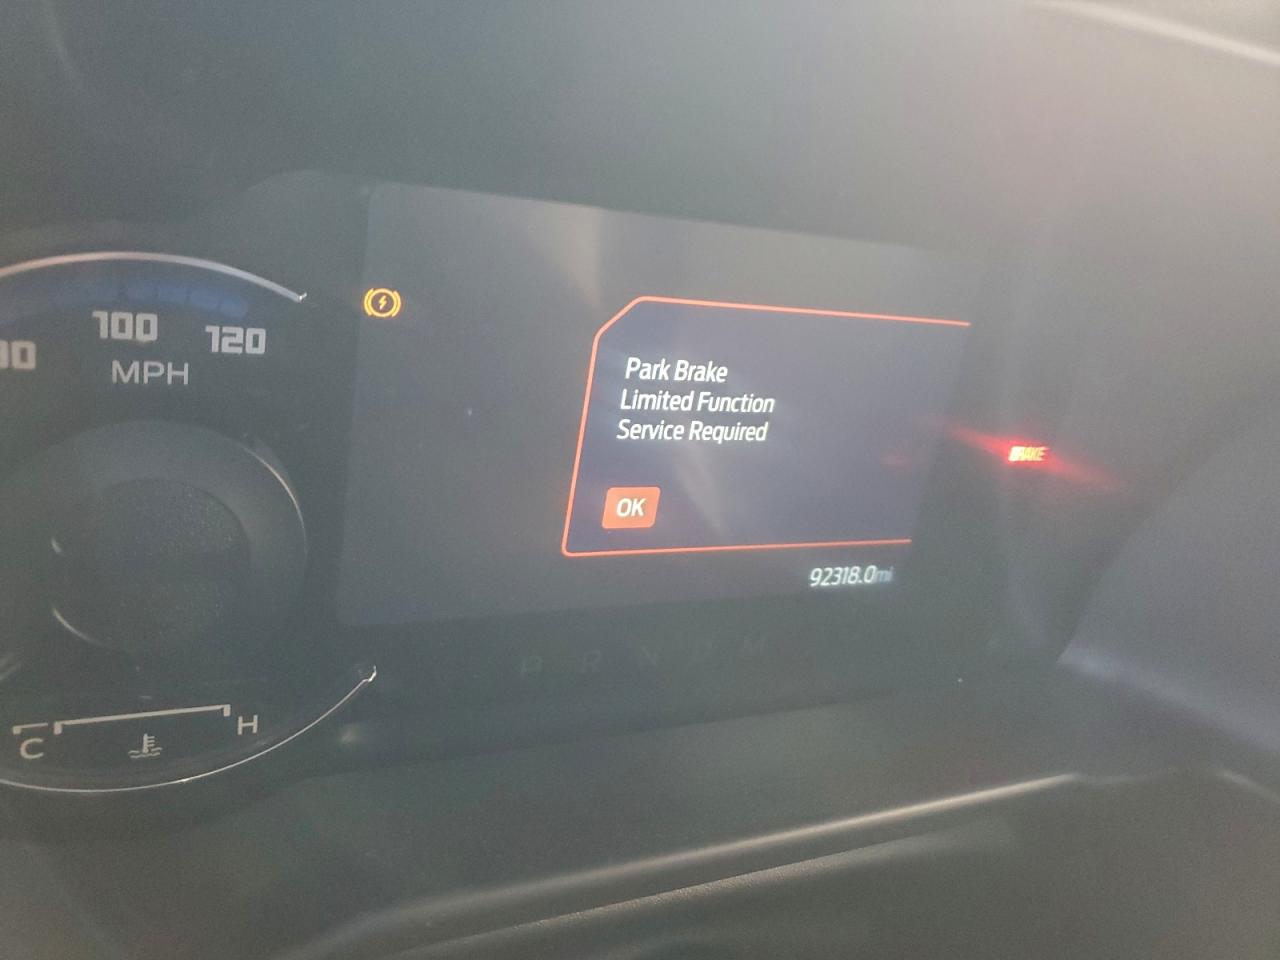 100
120
MPH
Park Brake
Limited Function
Service Required
OK
BRAKE
92318.0mi
P R N D M
C
H